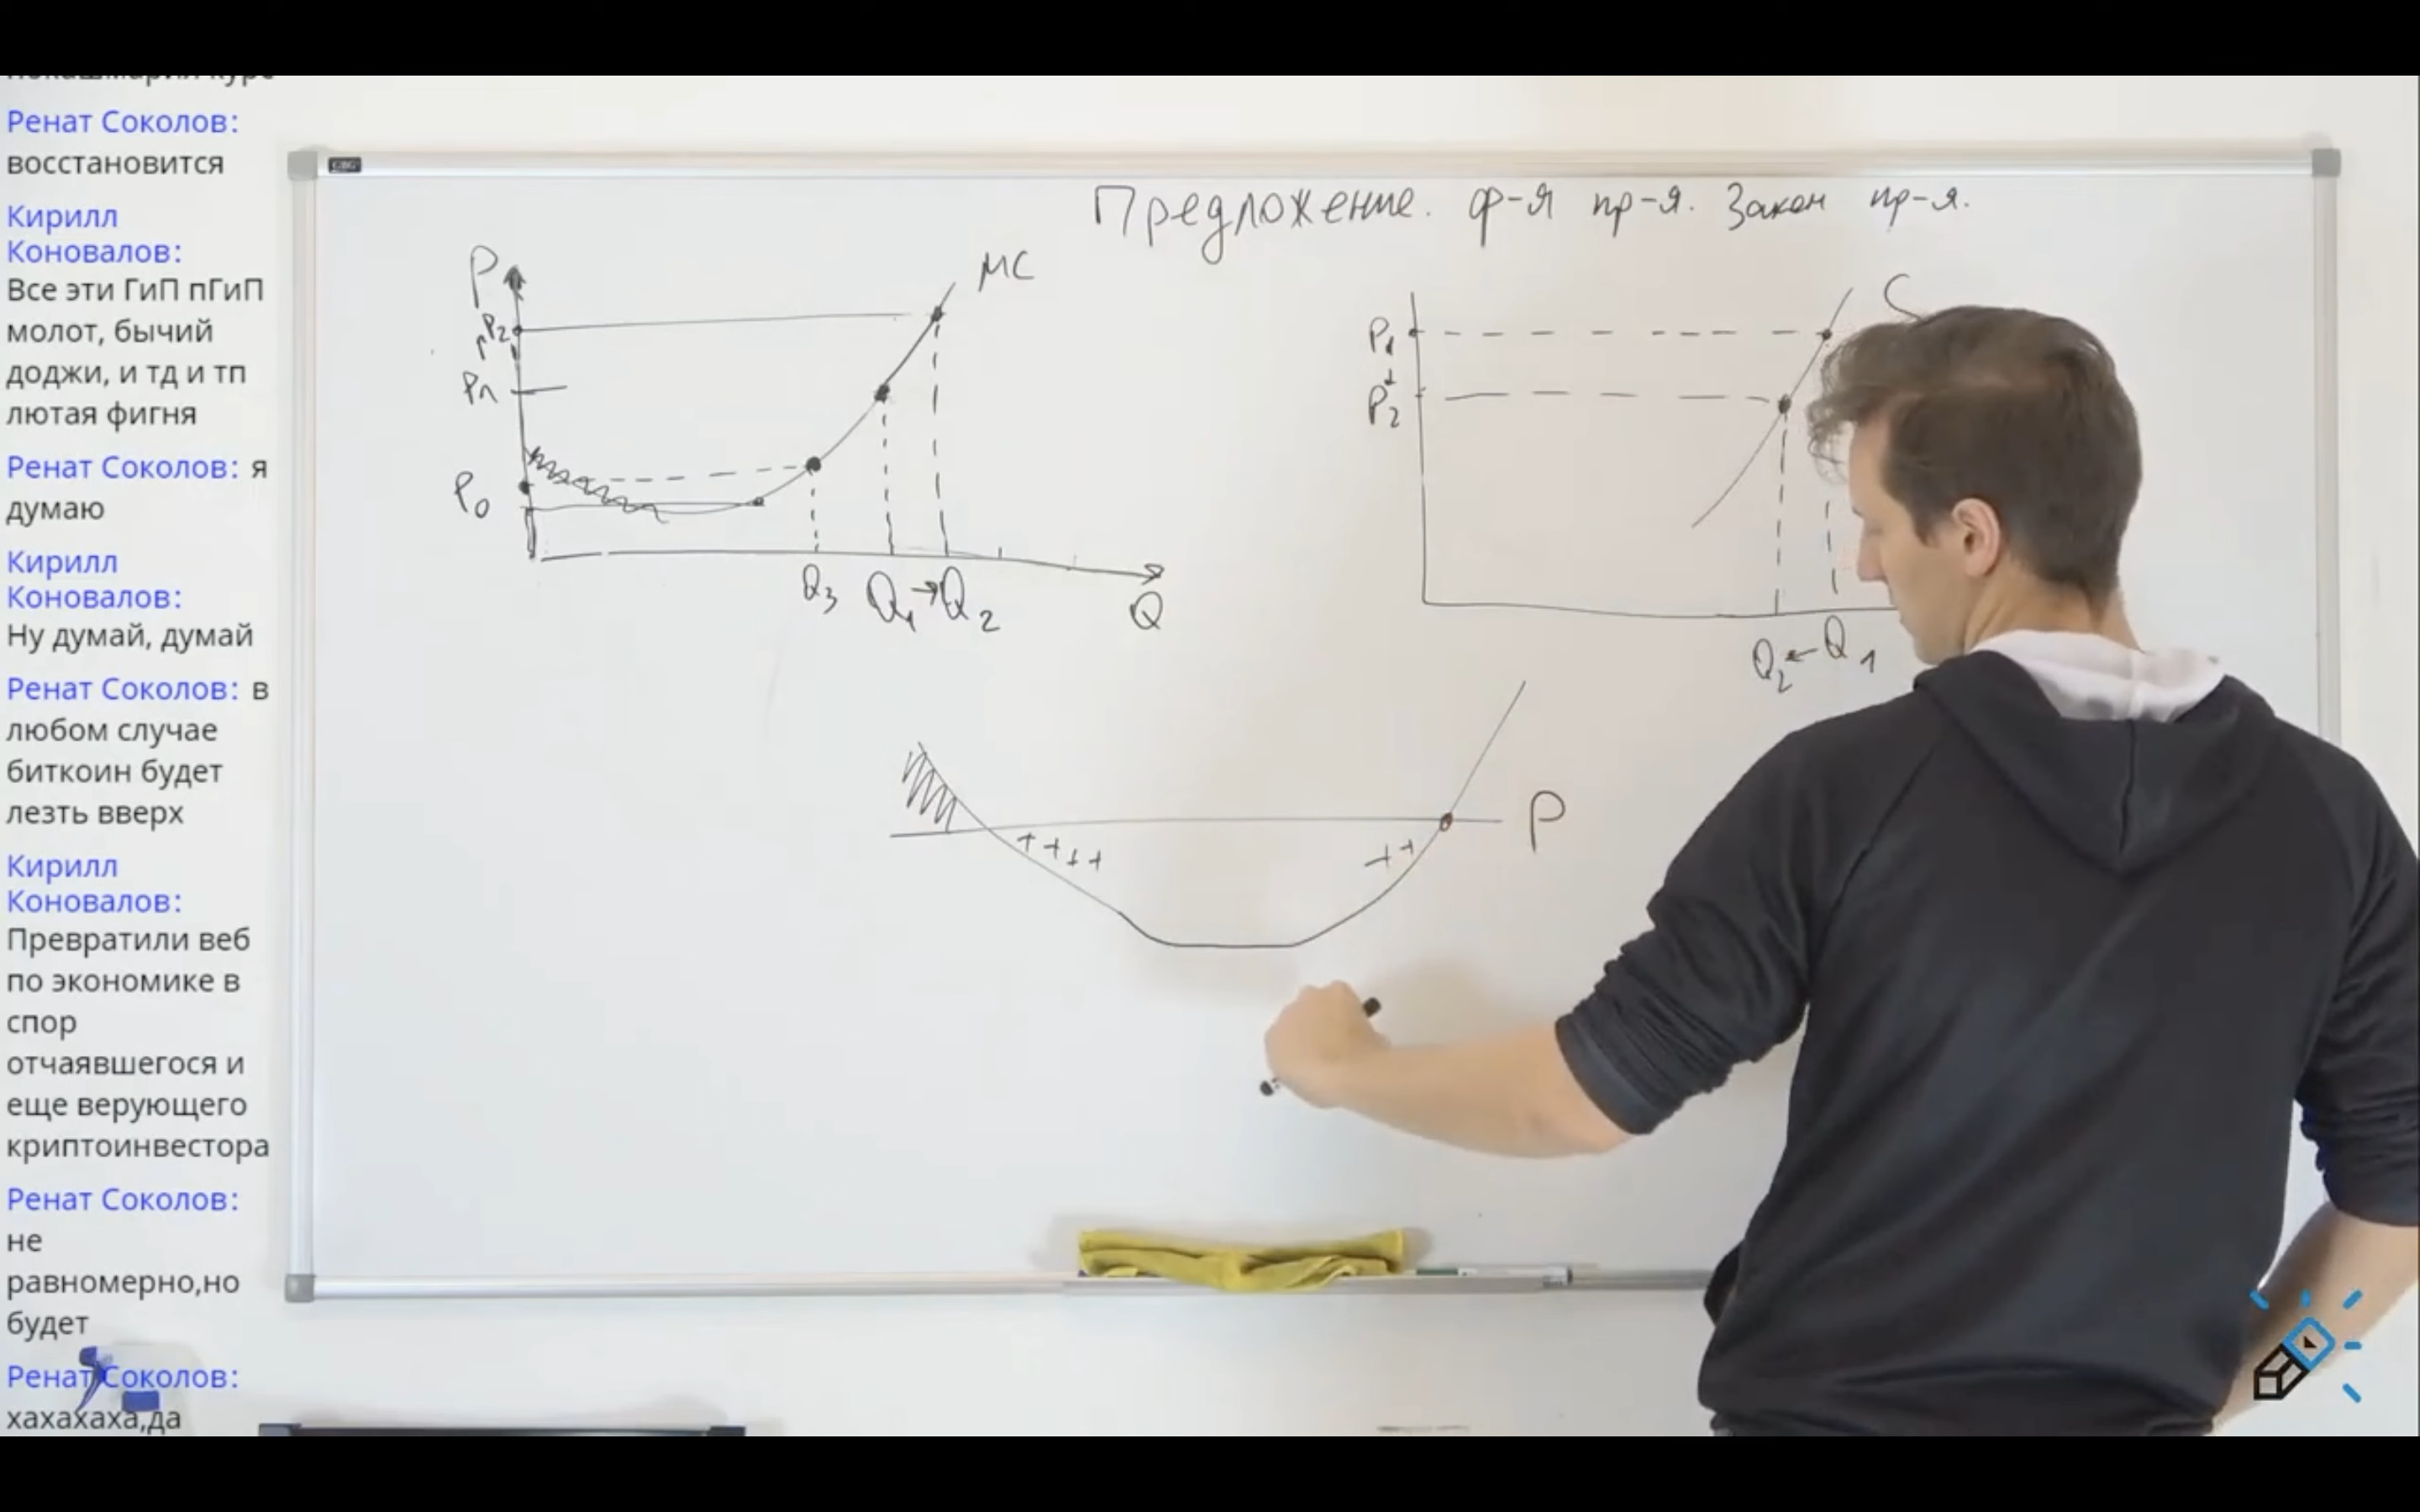 Ренат Соколов:
восстановится
Кирилл
Коновалов:
Все эти ГиП пГиП
молот, бычий
доджи, и тд и тп
лютая фигня
Ренат Соколов: я
думаю
Кирилл
Коновалов:
Ну думай, думай
Ренат Соколов: в
любом случае
биткоин будет
лезть вверх
Кирилл
Коновалов:
Превратили веб
по экономике в
спор
отчаявшегося и
еще верующего
криптоинвестора
Ренат Соколов:
не
равномерно,но
будет
Ренат Соколов:
хахахаха,да
Предложение. ф-я пр-я. Закон пр-я.
P
MC
P2
P1
P0
Q3 Q1 → Q2 Q
S
P1
P2
Q2 ← Q1
++++ ++
P